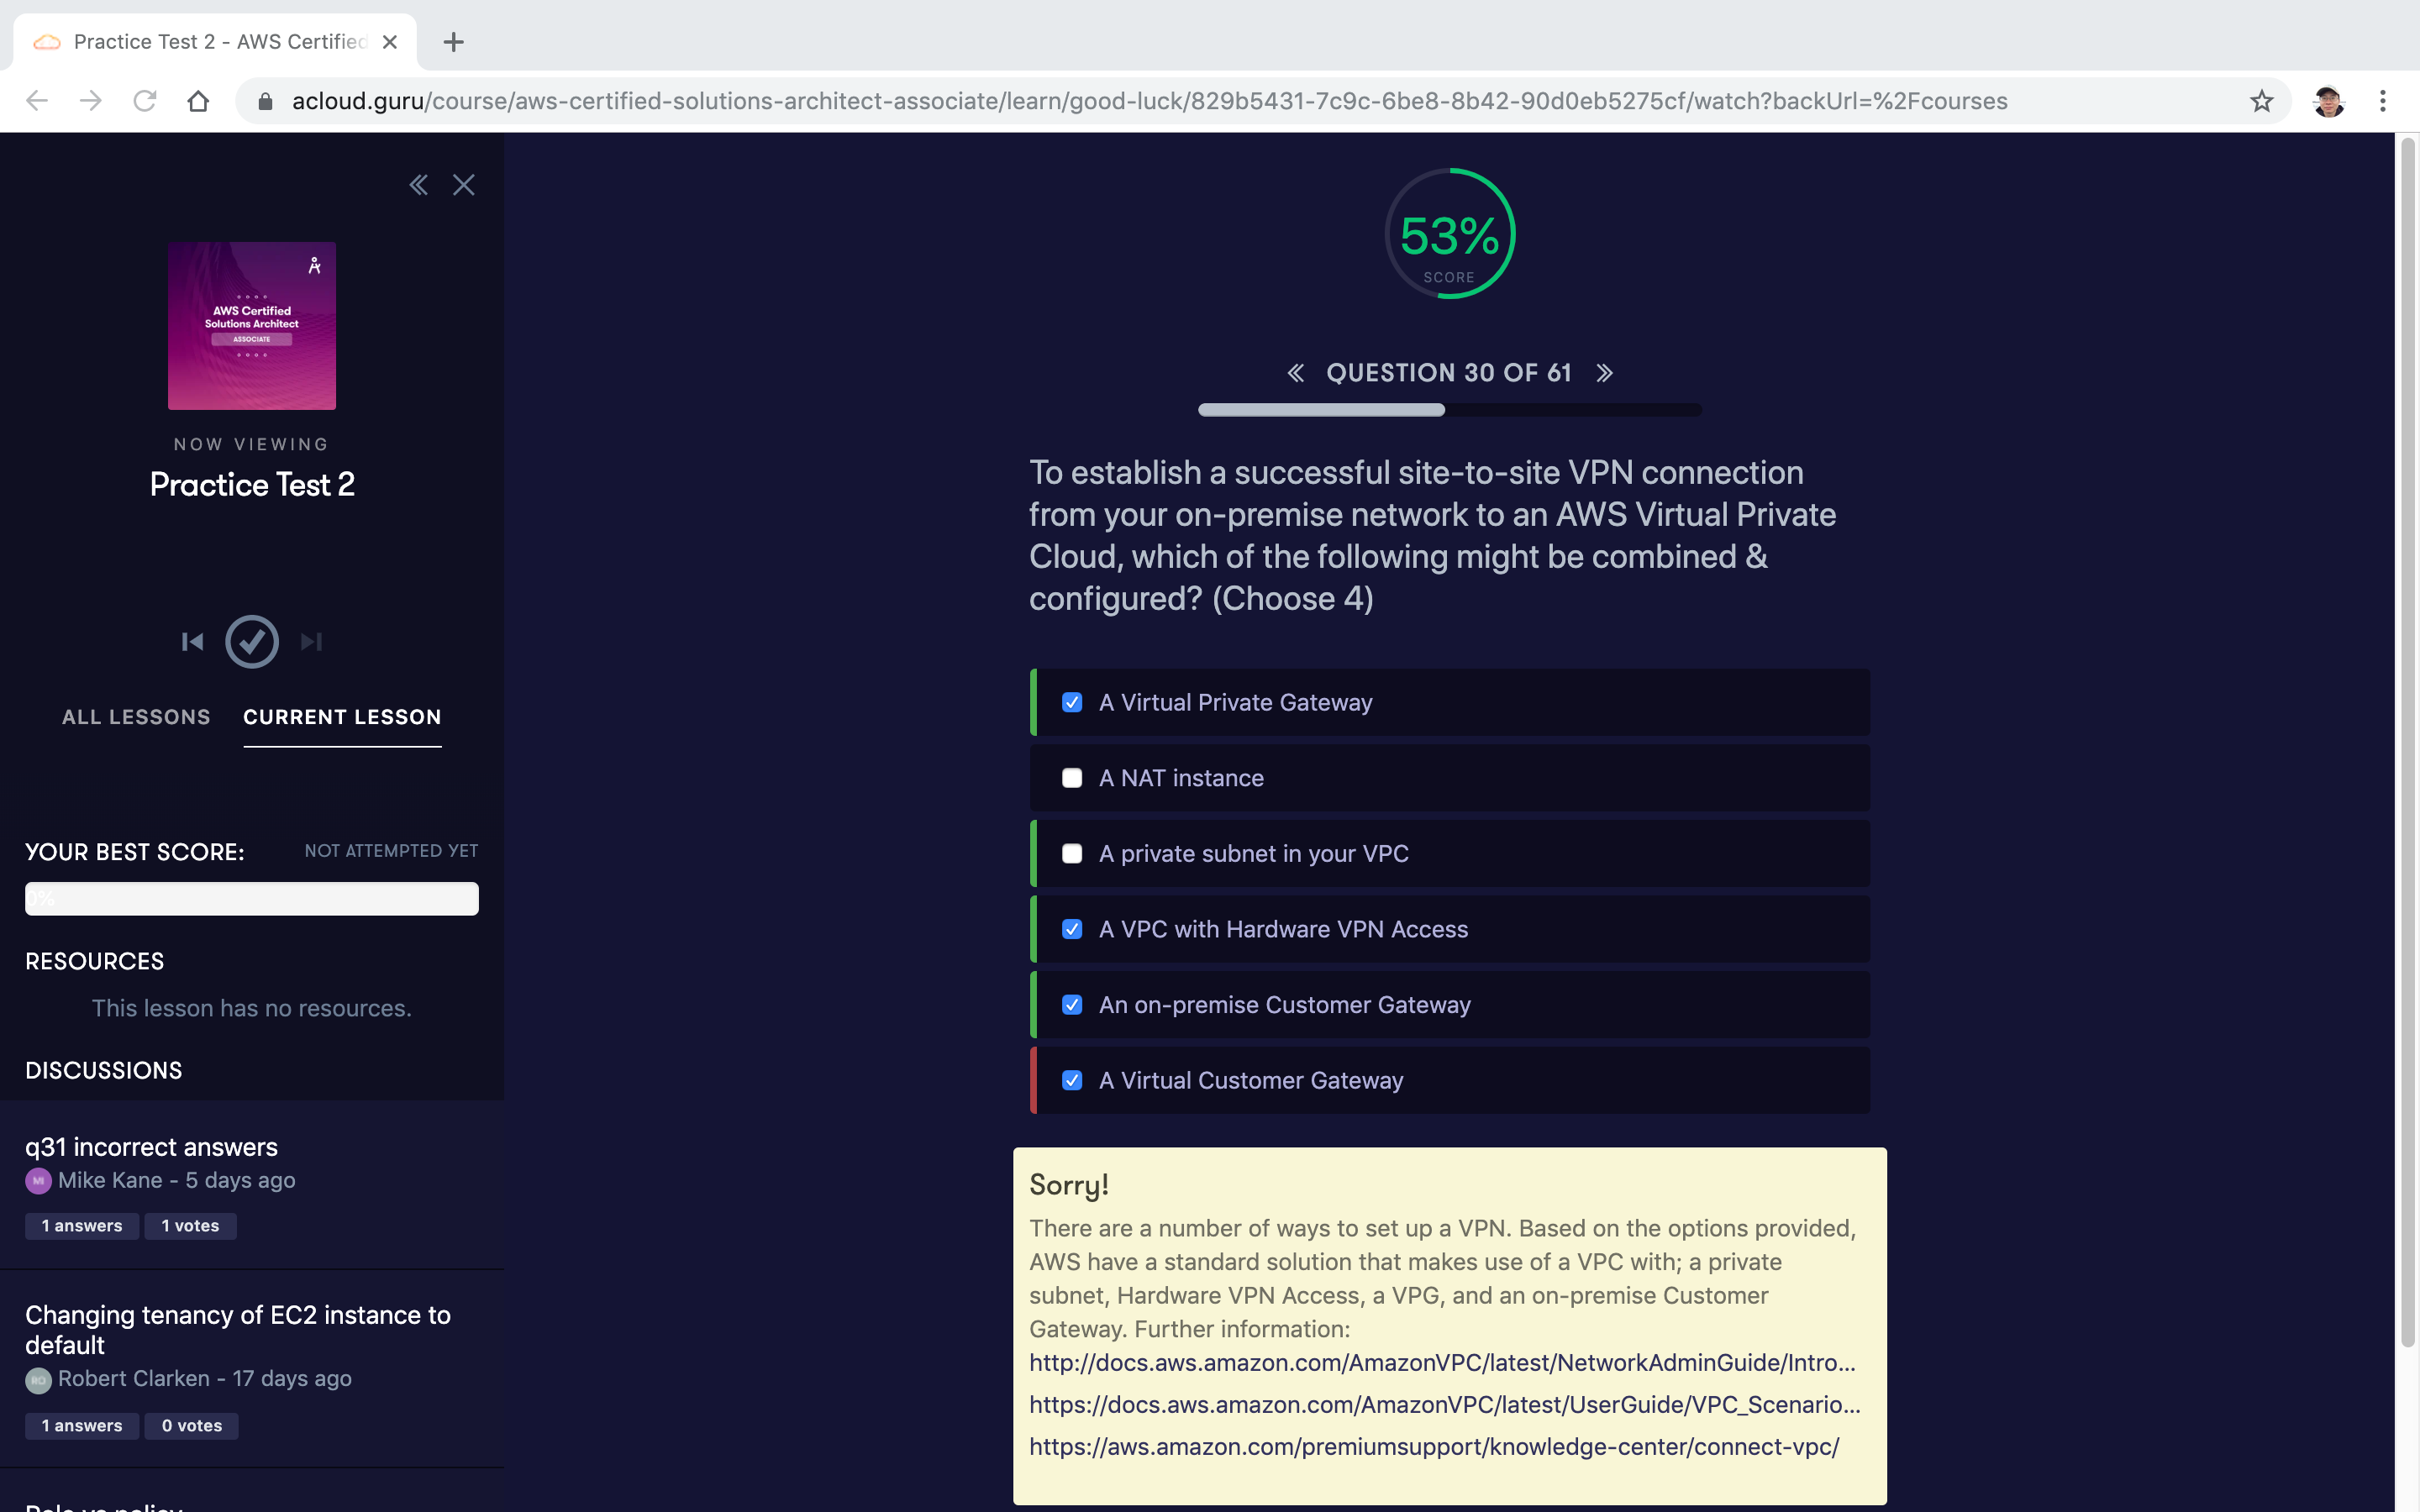 Practice Test 2 - AWS Certified
acloud.guru/course/aws-certified-solutions-architect-associate/learn/good-luck/829b5431-7c9c-6be8-8b42-90d0eb5275cf/watch?backUrl=%2Fcourses
AWS Certified
Solutions Architect
ASSOCIATE
NOW VIEWING
Practice Test 2
ALL LESSONS
CURRENT LESSON
YOUR BEST SCORE:
NOT ATTEMPTED YET
0%
RESOURCES
This lesson has no resources.
DISCUSSIONS
q31 incorrect answers
MI
Mike Kane - 5 days ago
1 answers
1 votes
Changing tenancy of EC2 instance to
default
RO
Robert Clarken - 17 days ago
1 answers
0 votes
Role vs policy
53%
SCORE
QUESTION 30 OF 61
To establish a successful site-to-site VPN connection
from your on-premise network to an AWS Virtual Private
Cloud, which of the following might be combined &
configured? (Choose 4)
A Virtual Private Gateway
A NAT instance
A private subnet in your VPC
A VPC with Hardware VPN Access
An on-premise Customer Gateway
A Virtual Customer Gateway
Sorry!
There are a number of ways to set up a VPN. Based on the options provided,
AWS have a standard solution that makes use of a VPC with; a private
subnet, Hardware VPN Access, a VPG, and an on-premise Customer
Gateway. Further information:
http://docs.aws.amazon.com/AmazonVPC/latest/NetworkAdminGuide/Intro...
https://docs.aws.amazon.com/AmazonVPC/latest/UserGuide/VPC_Scenario...
https://aws.amazon.com/premiumsupport/knowledge-center/connect-vpc/